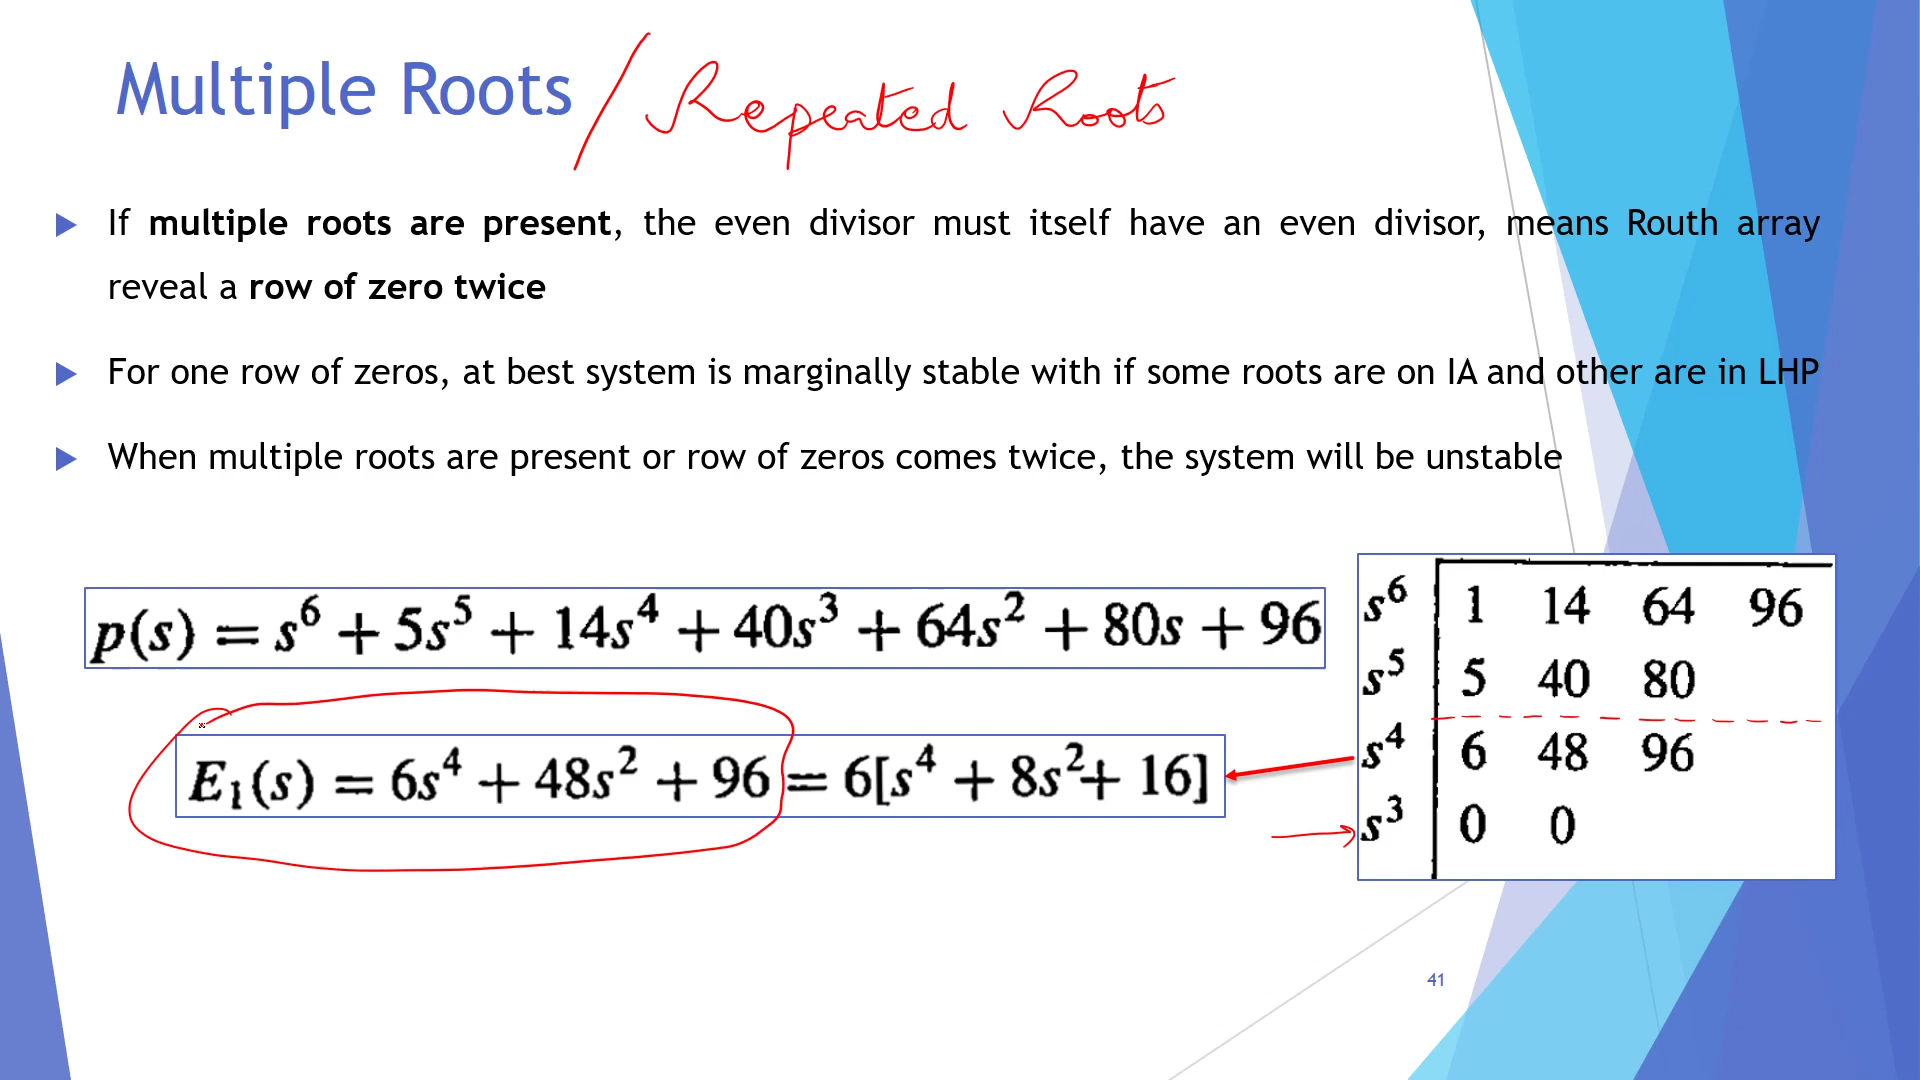 Multiple Roots / Repeated Roots
If multiple roots are present, the even divisor must itself have an even divisor, means Routh array
reveal a row of zero twice
For one row of zeros, at best system is marginally stable with if some roots are on IA and other are in LHP
When multiple roots are present or row of zeros comes twice, the system will be unstable
p(s) = s⁶ + 5s⁵ + 14s⁴ + 40s³ + 64s² + 80s + 96
E₁(s) = 6s⁴ + 48s² + 96 = 6[s⁴ + 8s² + 16]
s⁶ 1 14 64 96
s⁵ 5 40 80
s⁴ 6 48 96
s³ 0 0
41